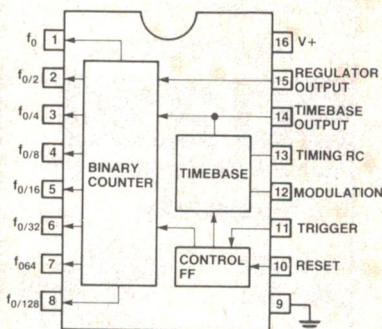 f0 1
f0/2 2
f0/4 3
f0/8 4
f0/16 5
f0/32 6
f064 7
f0/128 8
BINARY
COUNTER
TIMEBASE
CONTROL
FF
16 V+
15 REGULATOR
OUTPUT
14 TIMEBASE
OUTPUT
13 TIMING RC
12 MODULATION
11 TRIGGER
10 RESET
9